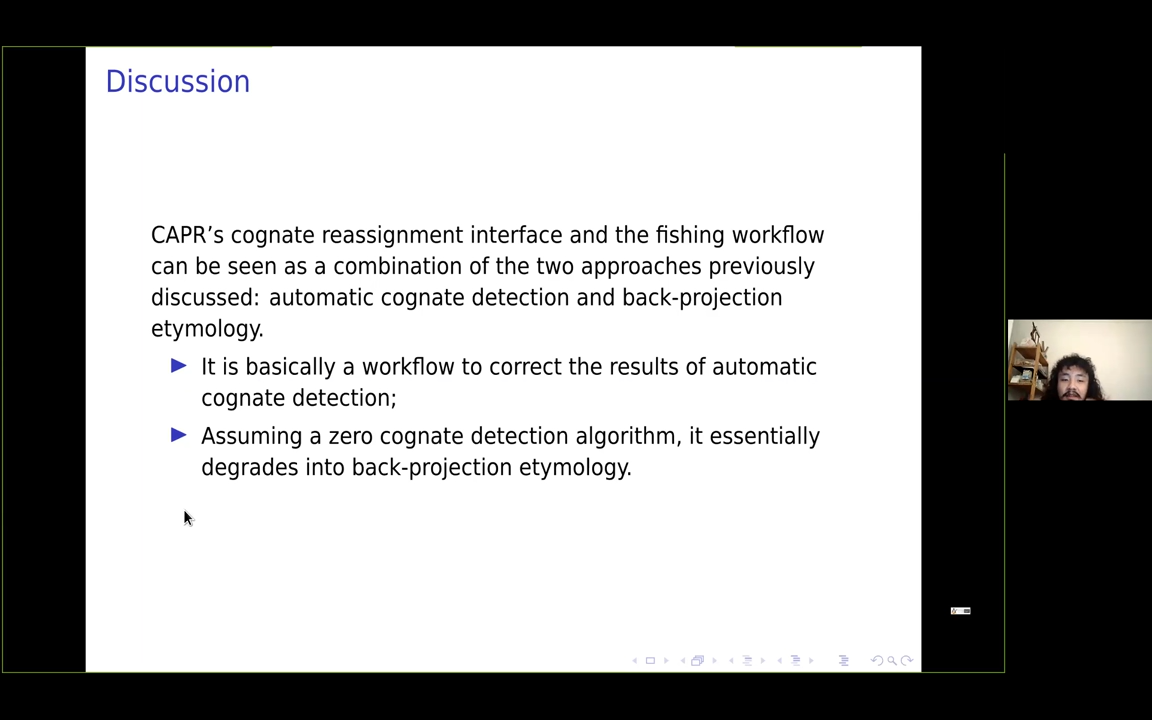 Discussion
CAPR’s cognate reassignment interface and the fishing workflow
can be seen as a combination of the two approaches previously
discussed: automatic cognate detection and back-projection
etymology.
It is basically a workflow to correct the results of automatic
cognate detection;
Assuming a zero cognate detection algorithm, it essentially
degrades into back-projection etymology.